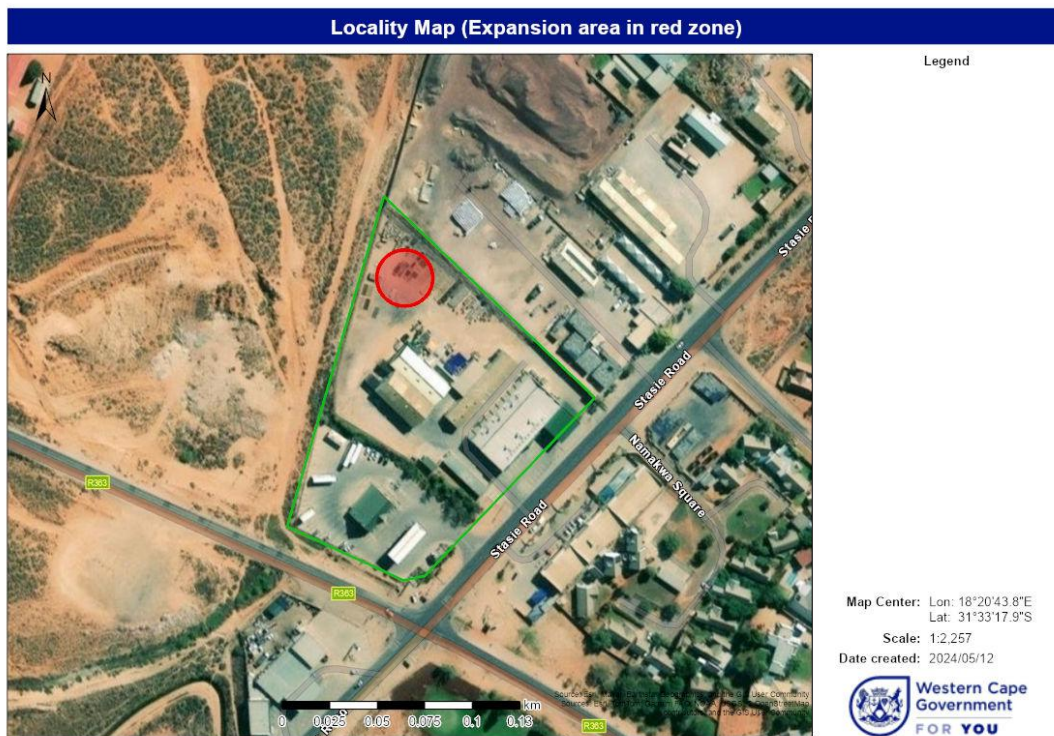 Locality Map (Expansion area in red zone)
Legend
N
Stasie R
Stasie Road
Namakwa Square
R363
Stasie Road
R363
R363
km
0 0.025 0.05 0.075 0.1 0.13
Map Center: Lon: 18°20'43.8"E
Lat: 31°33'17.9"S
Scale: 1:2,257
Date created: 2024/05/12
Western Cape
Government
FOR YOU